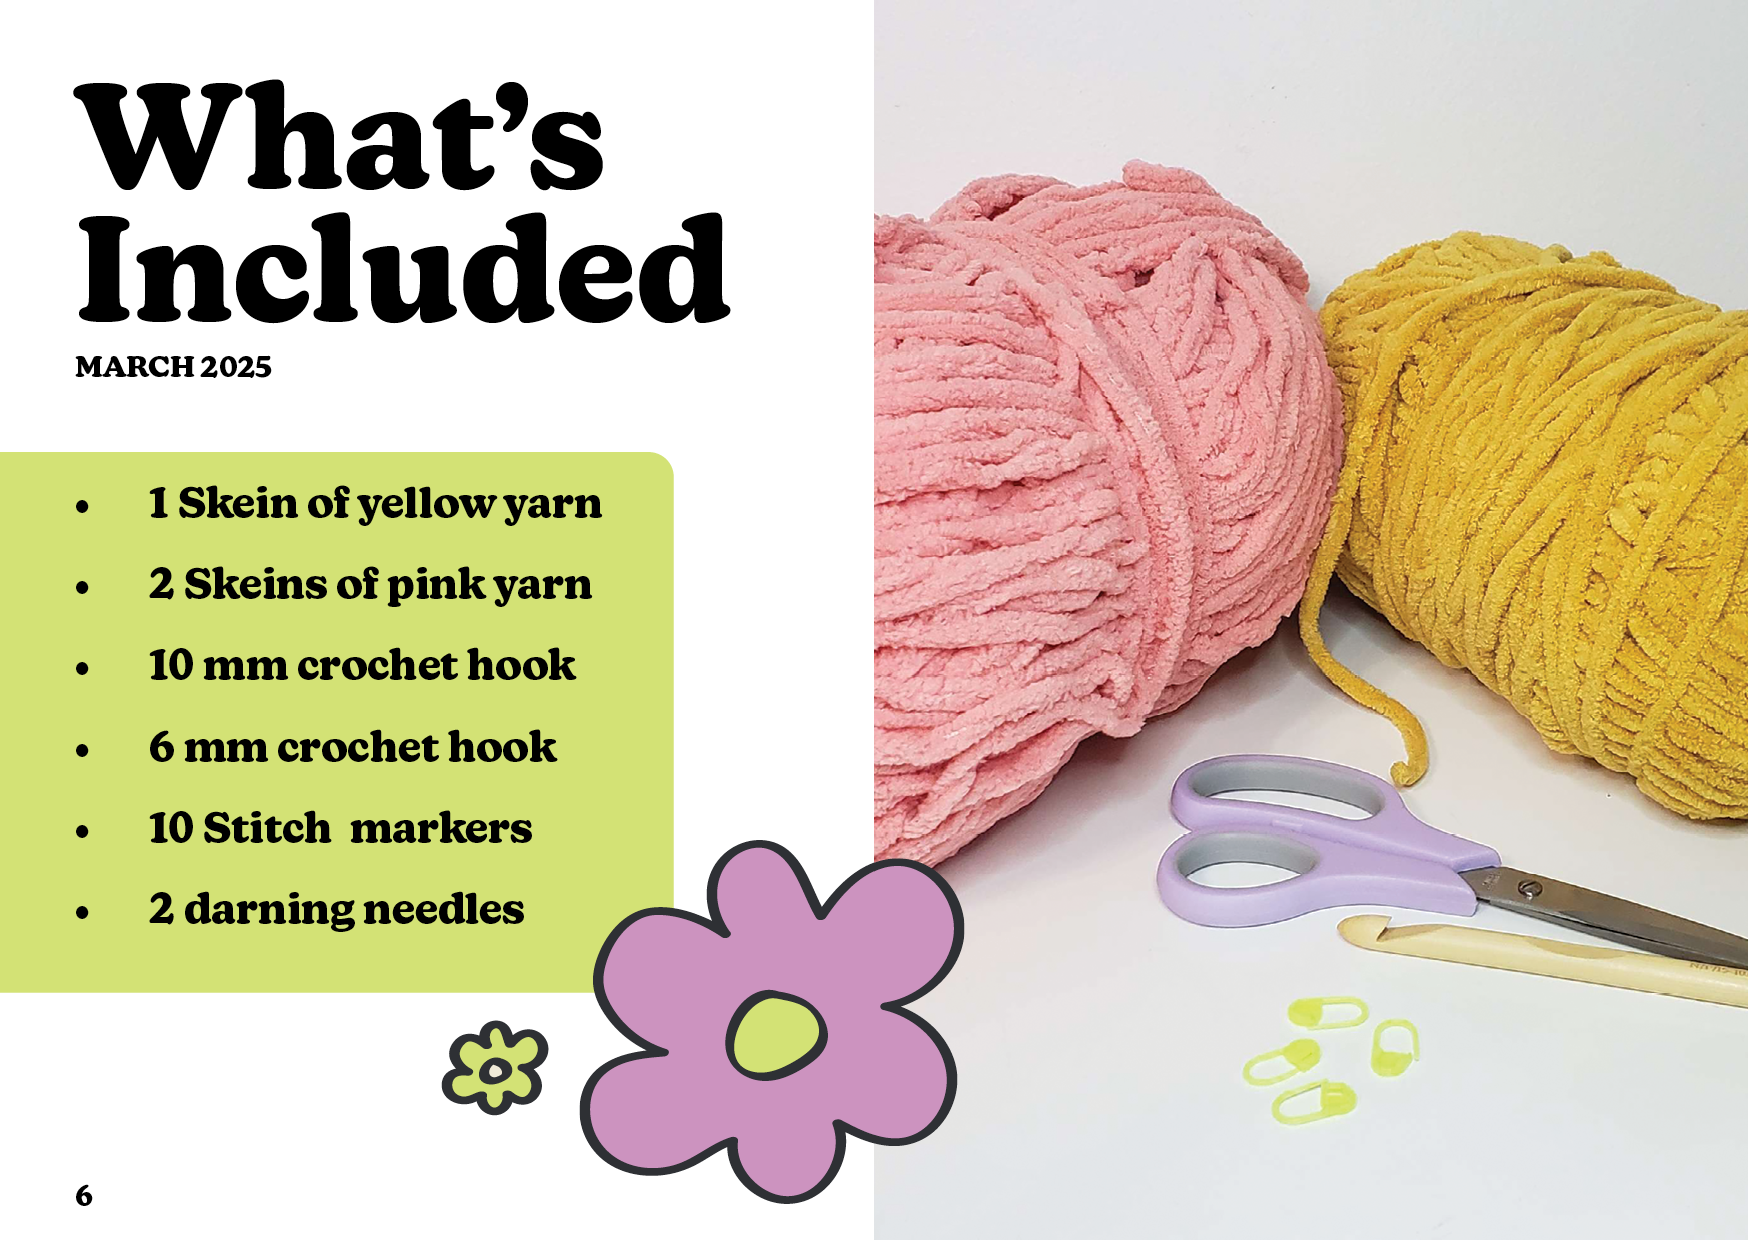 What’s
Included
MARCH 2025
• 1 Skein of yellow yarn
• 2 Skeins of pink yarn
• 10 mm crochet hook
• 6 mm crochet hook
• 10 Stitch  markers
• 2 darning needles
6